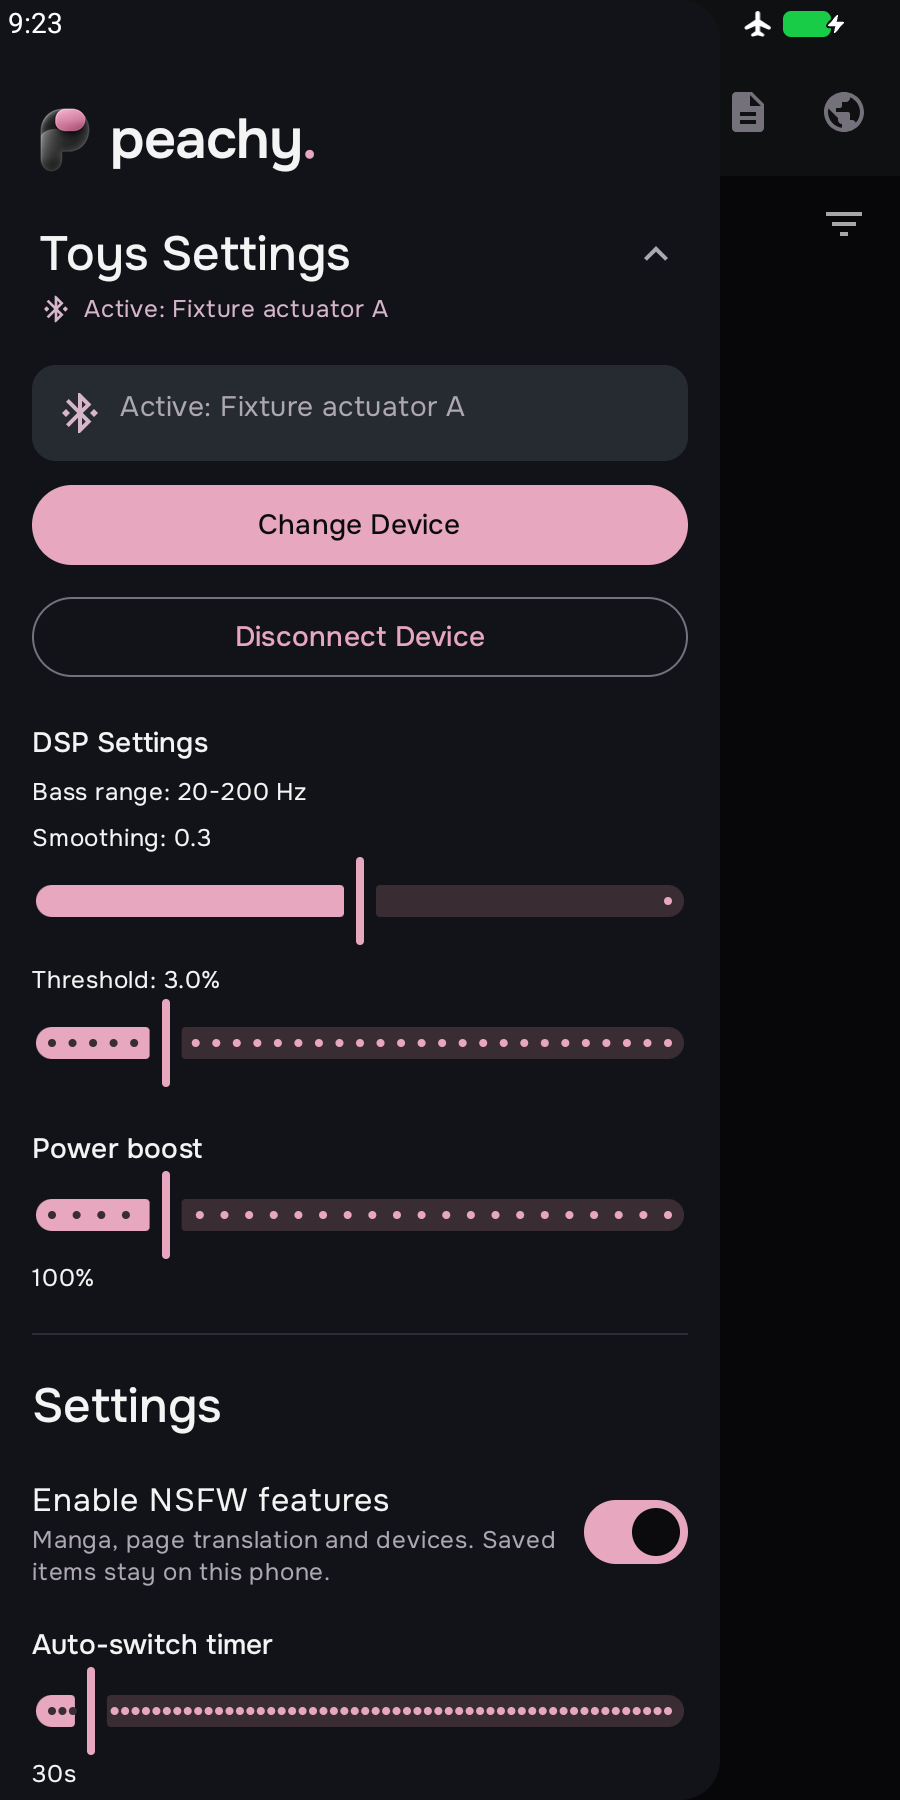 9:23
peachy.
Toys Settings
Active: Fixture actuator A
Active: Fixture actuator A
Change Device
Disconnect Device
DSP Settings
Bass range: 20-200 Hz
Smoothing: 0.3
Threshold: 3.0%
Power boost
100%
Settings
Enable NSFW features
Manga, page translation and devices. Saved
items stay on this phone.
Auto-switch timer
30s